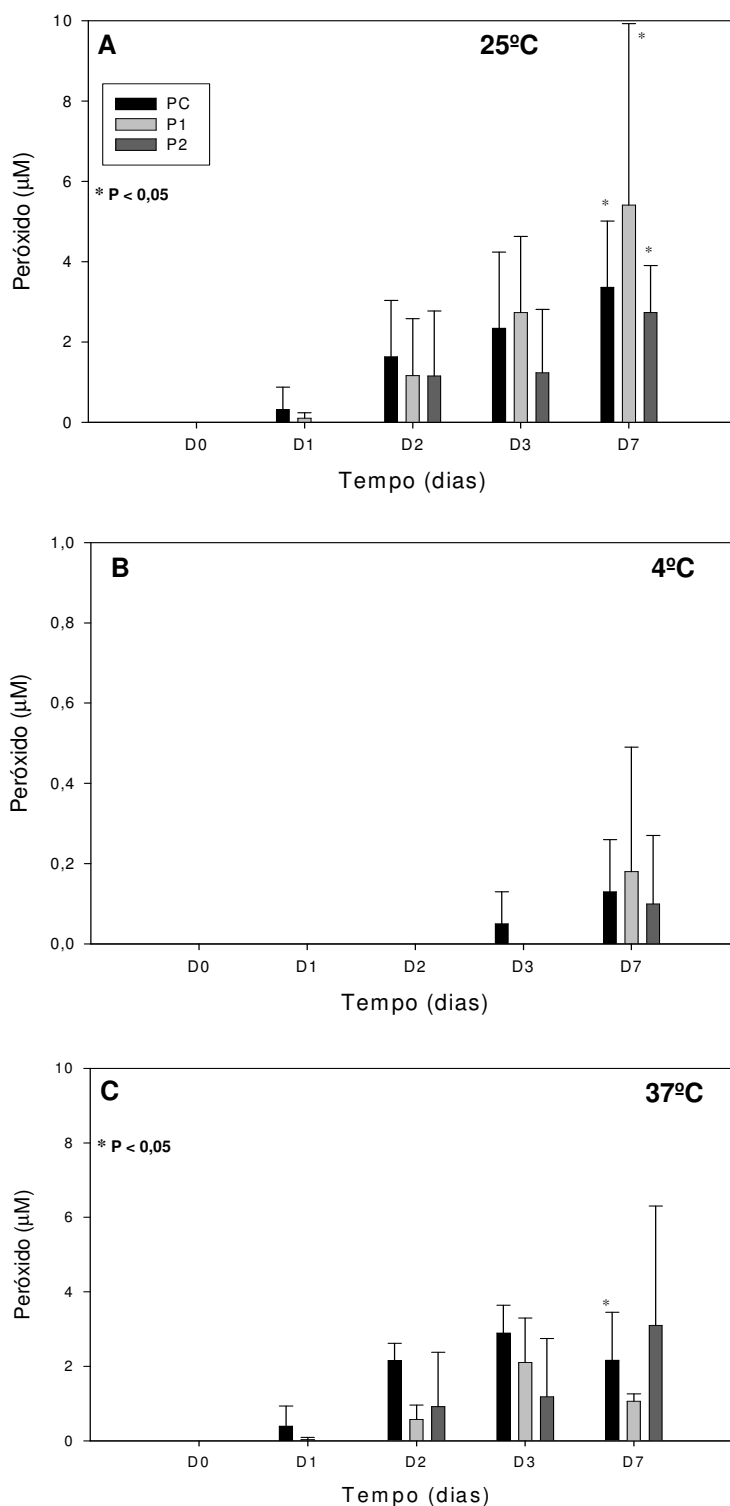 A
25ºC
10
8
6
4
2
0
Peróxido (μM)
PC
P1
P2
* P < 0,05
*
*
*
D0 D1 D2 D3 D7
Tempo (dias)
B
4ºC
1,0
0,8
0,6
0,4
0,2
0,0
Peróxido (μM)
D0 D1 D2 D3 D7
Tempo (dias)
C
37ºC
10
8
6
4
2
0
Peróxido (μM)
* P < 0,05
*
D0 D1 D2 D3 D7
Tempo (dias)